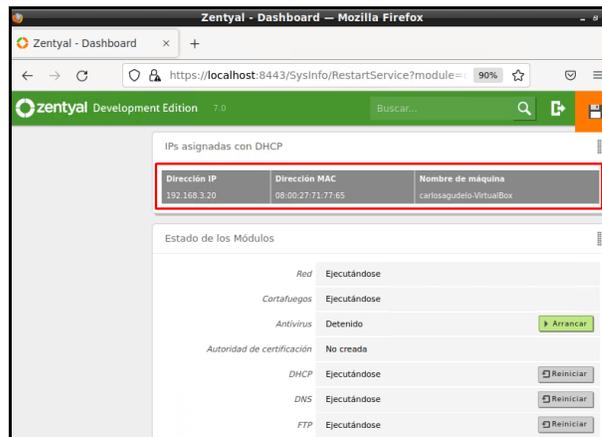 Zentyal - Dashboard — Mozilla Firefox
Zentyal - Dashboard × +
https://localhost:8443/SysInfo/RestartService?module= 90%
zentyal Development Edition 7.0 Buscar...
IPs asignadas con DHCP
Dirección IP Dirección MAC Nombre de máquina
192.168.3.20 08:00:27:71:77:65 carlosagudelo-VirtualBox
Estado de los Módulos
Red Ejecutándose
Cortafuegos Ejecutándose
Antivirus Detenido Arrancar
Autoridad de certificación No creada
DHCP Ejecutándose Reiniciar
DNS Ejecutándose Reiniciar
FTP Ejecutándose Reiniciar